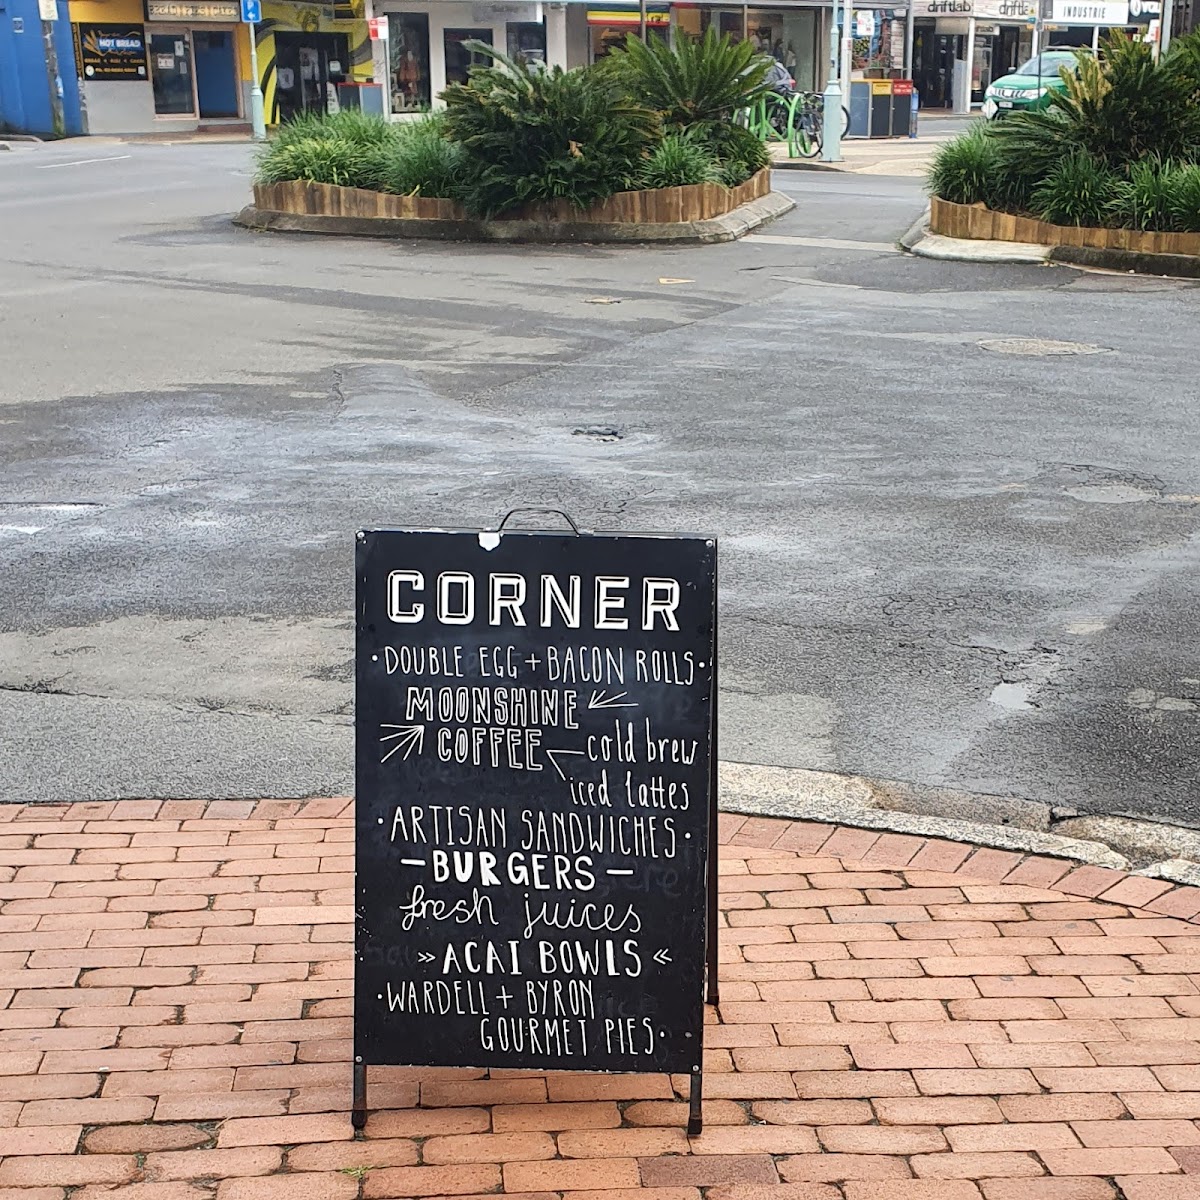 HOT BREAD
driftlab
driftlab
INDUSTRIE
CORNER
•DOUBLE EGG + BACON ROLLS•
MOONSHINE
COFFEE
cold brew
iced lattes
•ARTISAN SANDWICHES•
—BURGERS—
fresh juices
» ACAI BOWLS «
•WARDELL + BYRON
GOURMET PIES•